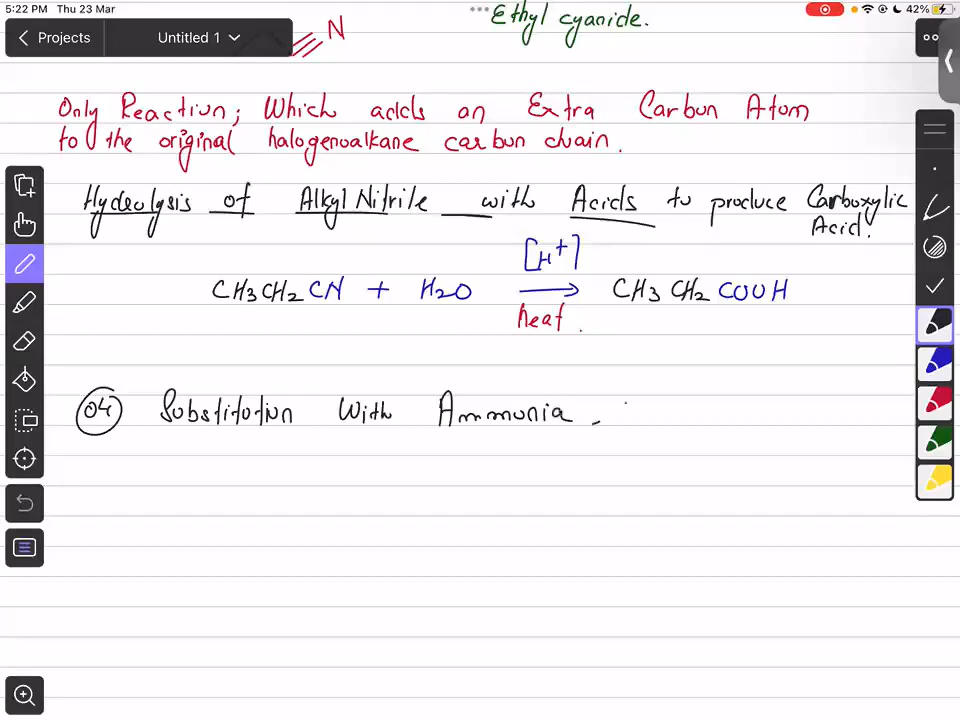 5:22 PM Thu 23 Mar
42%
Projects
Untitled 1
N
Ethyl cyanide.
Only Reaction; Which adds an Extra Carbon Atom
to the original halogenoalkane carbon chain.
Hydrolysis of Alkyl Nitrile with Acids to produce Carboxylic
Acid.
[H+]
CH3CH2CN + H2O → CH3CH2COOH
heat.
04 Substitution With Ammonia -